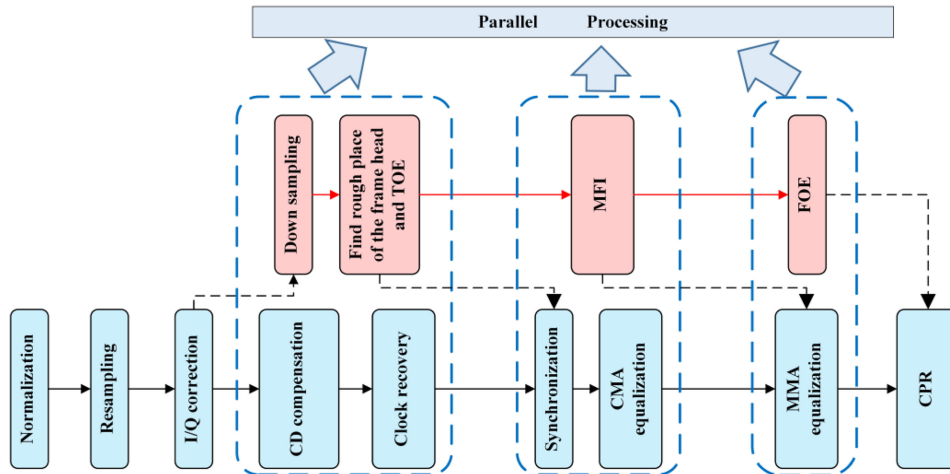 Parallel Processing
Down sampling
Find rough place
of the frame head
and TOE
MFI
FOE
Normalization
Resampling
I/Q correction
CD compensation
Clock recovery
Synchronization
CMA
equalization
MMA
equalization
CPR